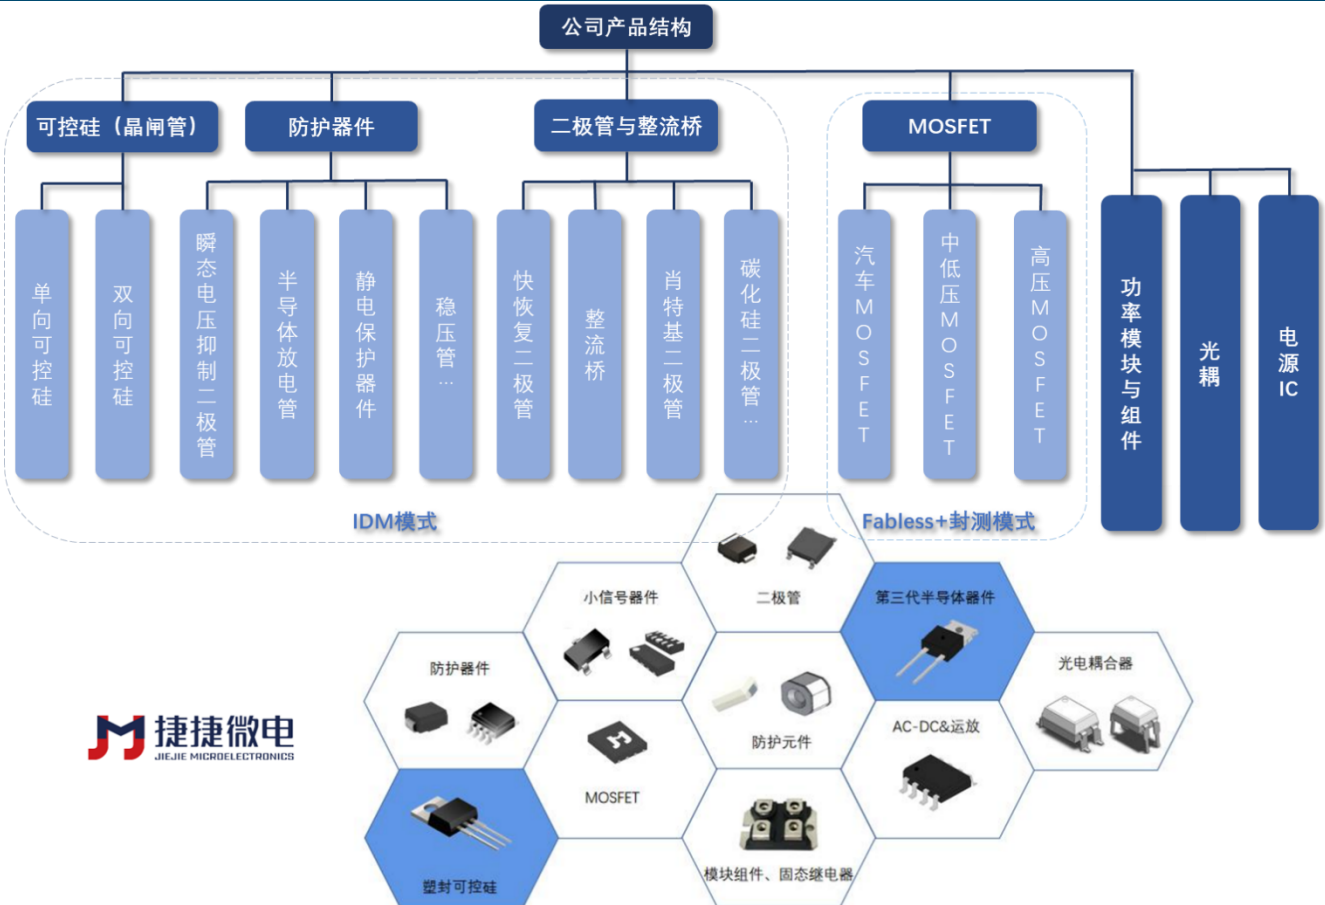 公司产品结构
可控硅（晶闸管）
防护器件
二极管与整流桥
MOSFET
单向可控硅
双向可控硅
瞬态电压抑制二极管
半导体放电管
静电保护器件
稳压管…
快恢复二极管
整流桥
肖特基二极管
碳化硅二极管…
汽车MOSFET
中低压MOSFET
高压MOSFET
功率模块与组件
光耦
电源IC
IDM模式
Fabless+封测模式
二极管
小信号器件
第三代半导体器件
防护器件
光电耦合器
防护元件
AC-DC&运放
MOSFET
塑封可控硅
模块组件、固态继电器
捷捷微电
JIEJIE MICROELECTRONICS